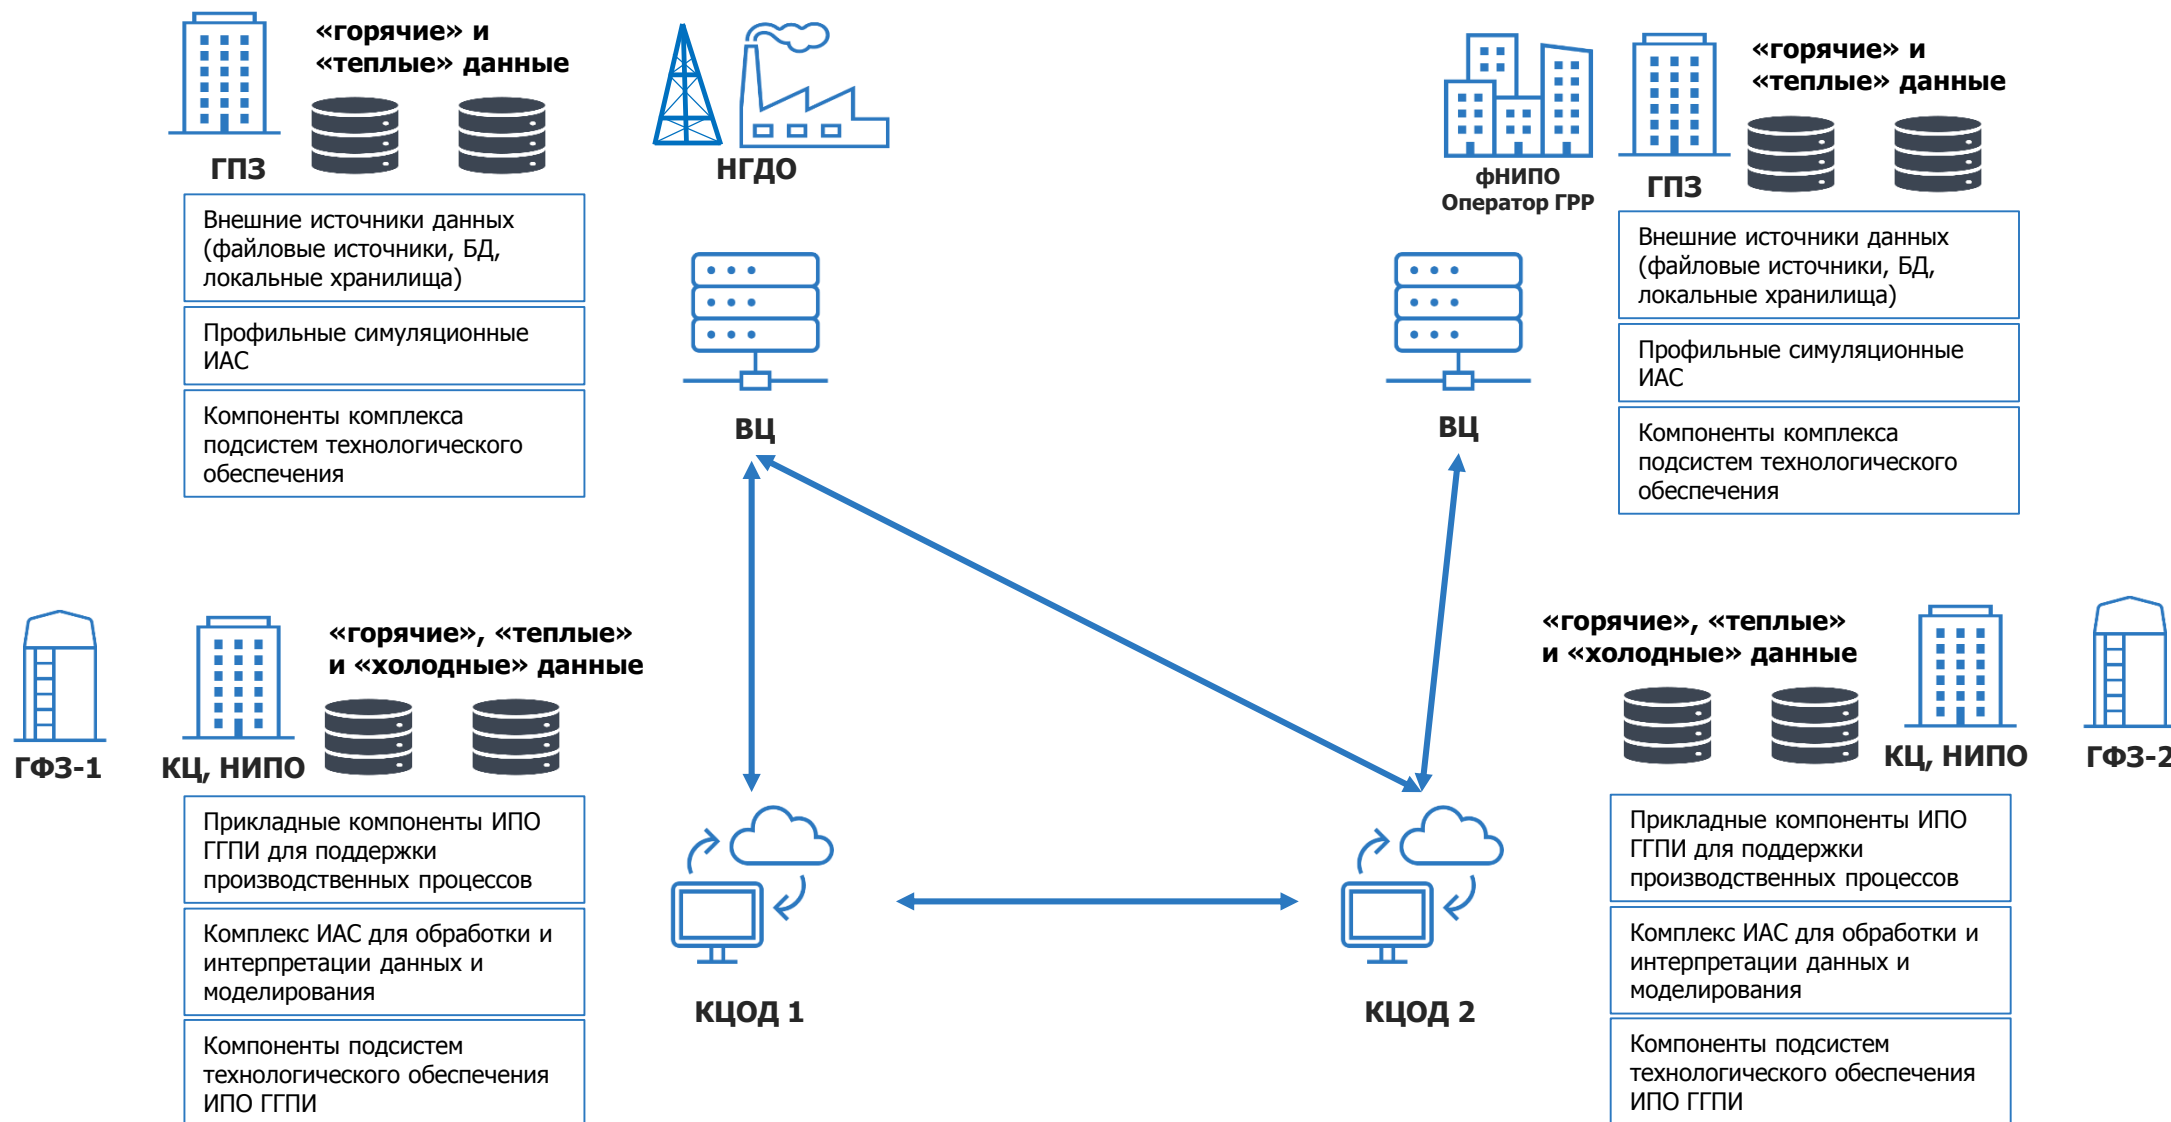 «горячие» и
«теплые» данные
ГПЗ
НГДО
Внешние источники данных
(файловые источники, БД,
локальные хранилища)
Профильные симуляционные
ИАС
Компоненты комплекса
подсистем технологического
обеспечения
ВЦ
фНИПО
Оператор ГРР
ГПЗ
«горячие» и
«теплые» данные
Внешние источники данных
(файловые источники, БД,
локальные хранилища)
Профильные симуляционные
ИАС
Компоненты комплекса
подсистем технологического
обеспечения
ВЦ
ГФЗ-1
КЦ, НИПО
«горячие», «теплые»
и «холодные» данные
Прикладные компоненты ИПО
ГГПИ для поддержки
производственных процессов
Комплекс ИАС для обработки и
интерпретации данных и
моделирования
Компоненты подсистем
технологического обеспечения
ИПО ГГПИ
КЦОД 1
КЦОД 2
«горячие», «теплые»
и «холодные» данные
КЦ, НИПО
ГФЗ-2
Прикладные компоненты ИПО
ГГПИ для поддержки
производственных процессов
Комплекс ИАС для обработки и
интерпретации данных и
моделирования
Компоненты подсистем
технологического обеспечения
ИПО ГГПИ